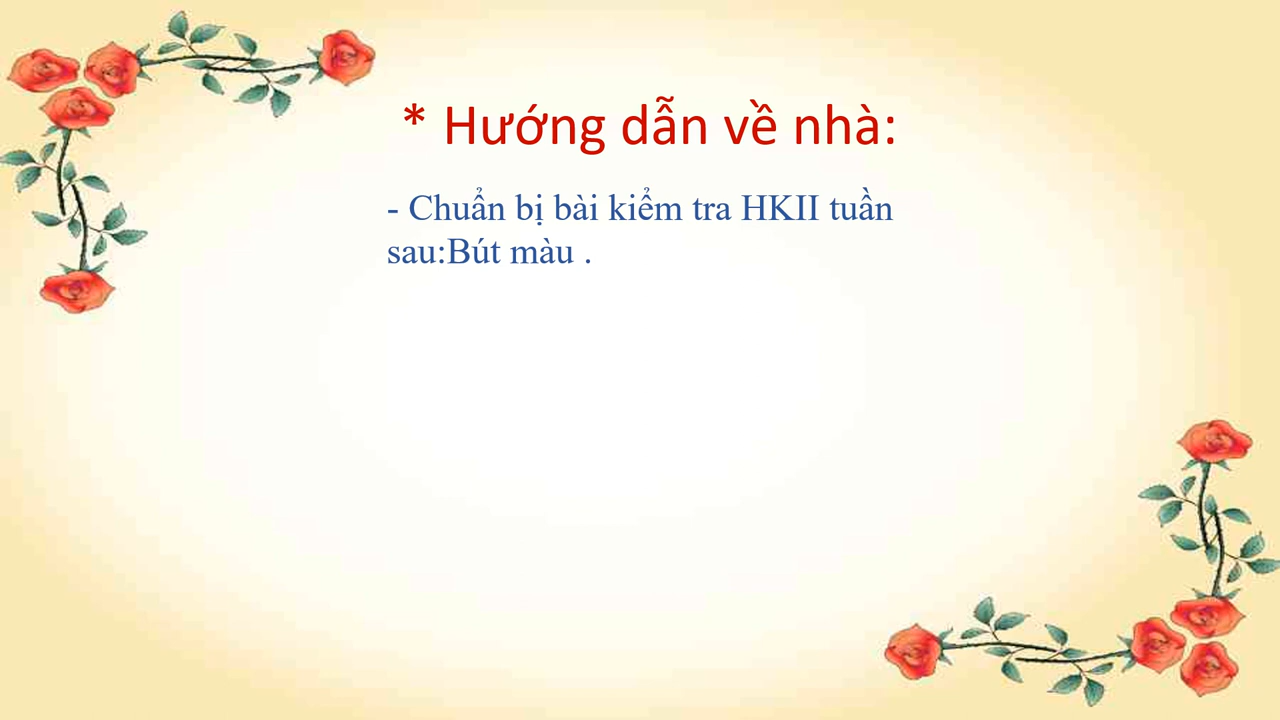 * Hướng dẫn về nhà:
- Chuẩn bị bài kiểm tra HKII tuần
sau:Bút màu .